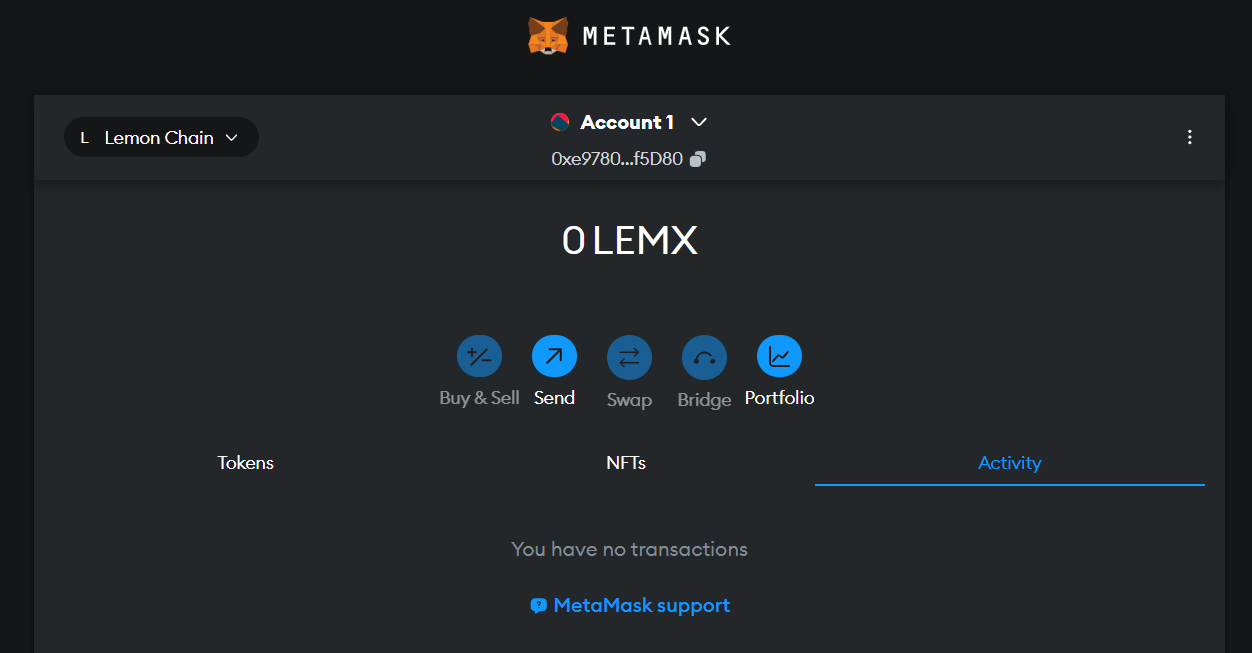 METAMASK
L Lemon Chain
Account 1
0xe9780...f5D80
0 LEMX
Buy & Sell Send Swap Bridge Portfolio
Tokens NFTs Activity
You have no transactions
MetaMask support